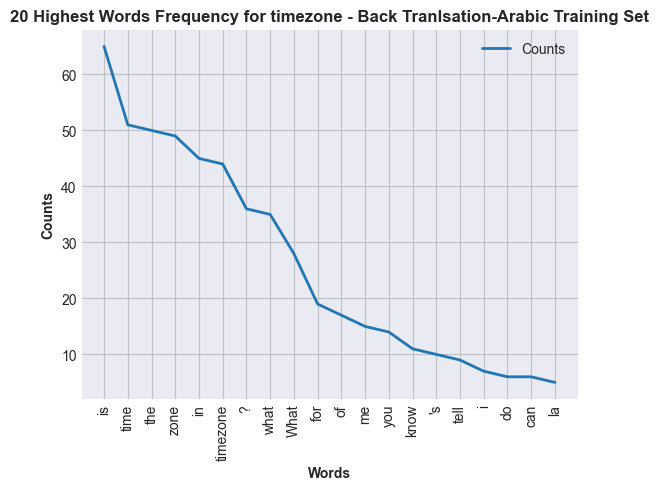 20 Highest Words Frequency for timezone - Back Tranlsation-Arabic Training Set
Counts
60
50
40
30
20
10
Counts
is
time
the
zone
in
timezone
?
what
What
for
of
me
you
know
's
tell
i
do
can
la
Words